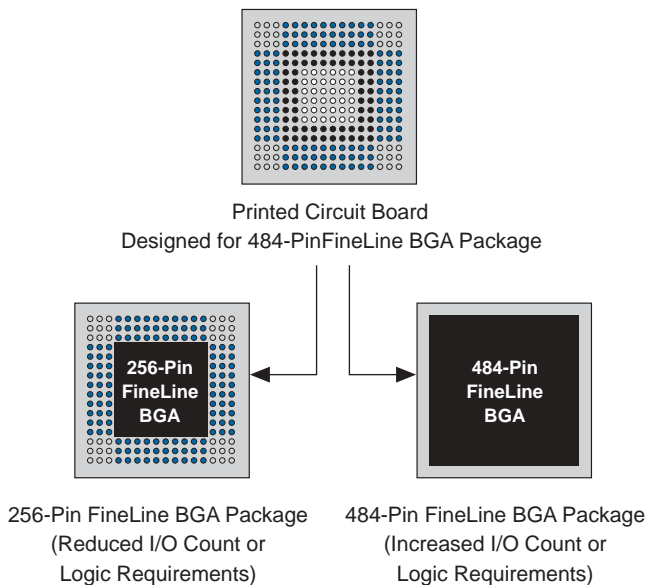 Printed Circuit Board
Designed for 484-PinFineLine BGA Package
256-Pin
FineLine
BGA
484-Pin
FineLine
BGA
256-Pin FineLine BGA Package
(Reduced I/O Count or
Logic Requirements)
484-Pin FineLine BGA Package
(Increased I/O Count or
Logic Requirements)